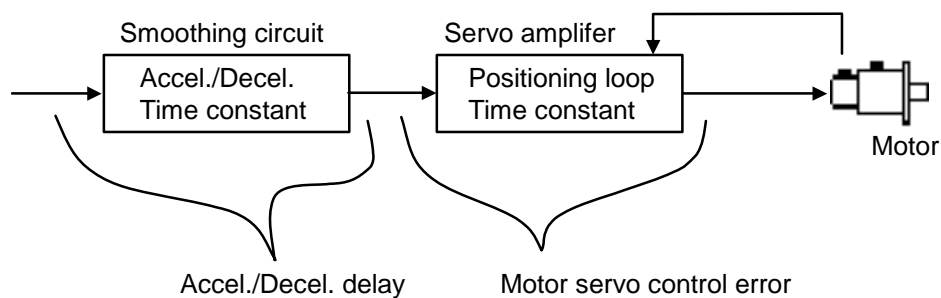 Smoothing circuit
Servo amplifer
Accel./Decel.
Time constant
Positioning loop
Time constant
Motor
Accel./Decel. delay
Motor servo control error